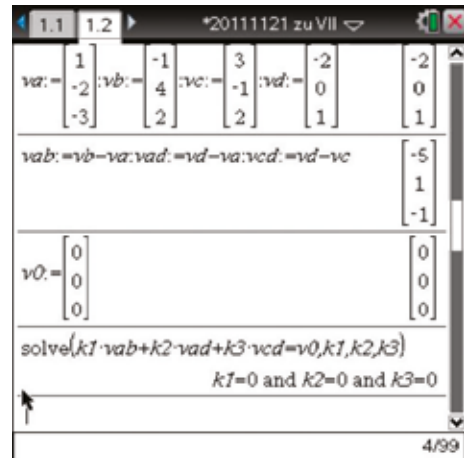 1.1 1.2 *20111121 zu VII
va:=[1 -2 -3]:vb:=[-1 4 2]:vc:=[3 -1 2]:vd:=[-2 0 1] [-2 0 1]
vab:=vb-va:vad:=vd-va:vcd:=vd-vc [-5 1 -1]
v0:=[0 0 0] [0 0 0]
solve(k1·vab+k2·vad+k3·vcd=v0,k1,k2,k3)
k1=0 and k2=0 and k3=0
4/99